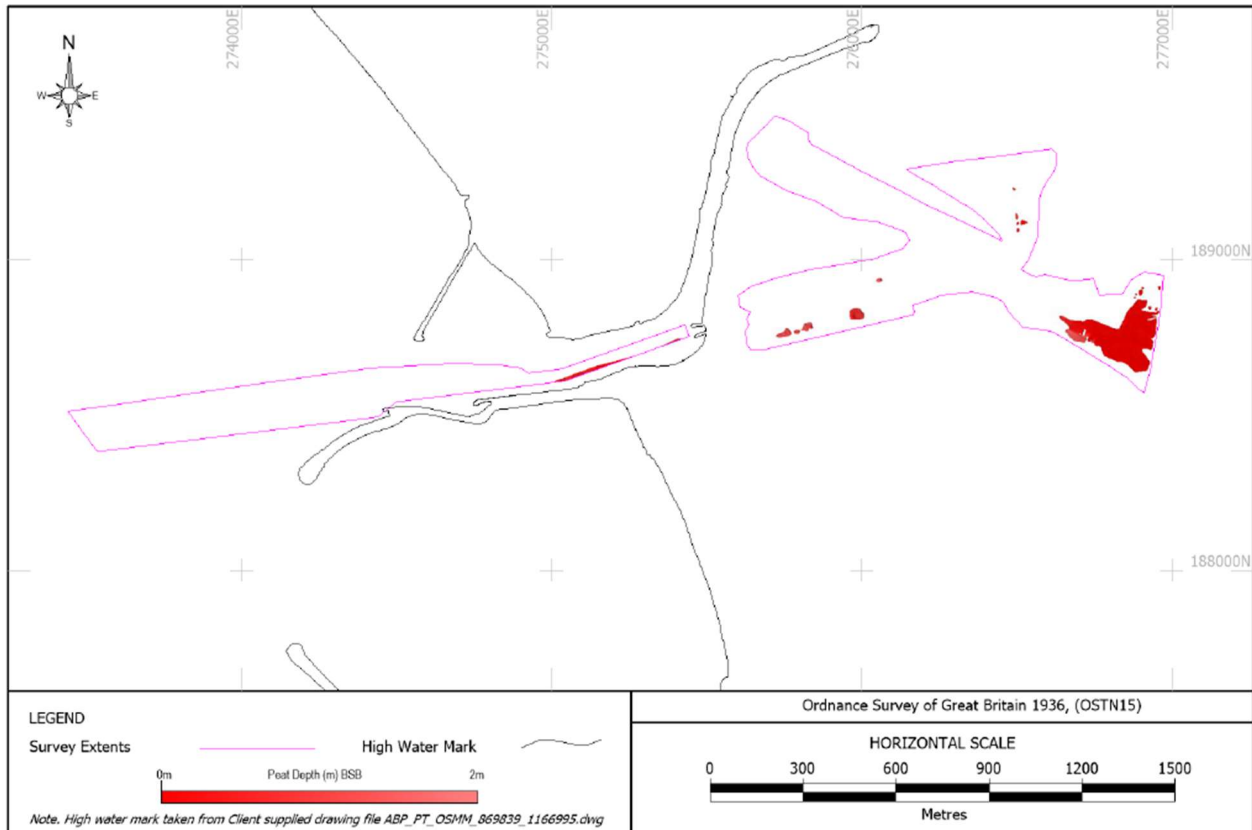 274000E
275000E
276000E
277000E
N
W E
S
189000N
188000N
LEGEND
Survey Extents
High Water Mark
0m Peat Depth (m) BSB 2m
Note. High water mark taken from Client supplied drawing file ABP_PT_OSMM_869839_1166995.dwg
Ordnance Survey of Great Britain 1936, (OSTN15)
HORIZONTAL SCALE
0 300 600 900 1200 1500
Metres